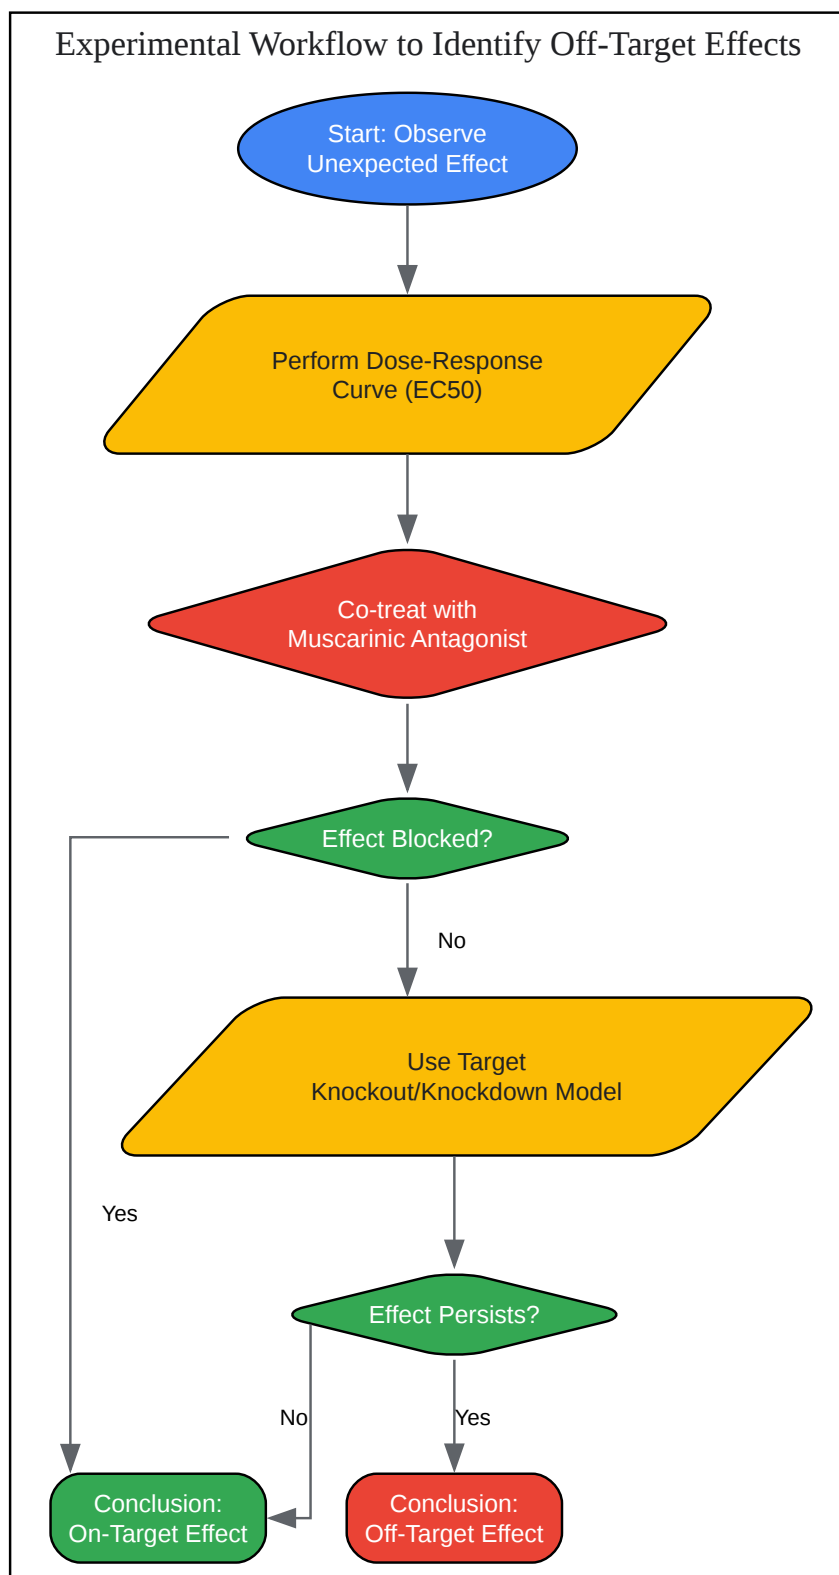 Experimental Workflow to Identify Off-Target Effects
Start: Observe
Unexpected Effect
Perform Dose-Response
Curve (EC50)
Co-treat with
Muscarinic Antagonist
Effect Blocked?
No
Use Target
Knockout/Knockdown Model
Yes
Effect Persists?
No
Yes
Conclusion:
On-Target Effect
Conclusion:
Off-Target Effect